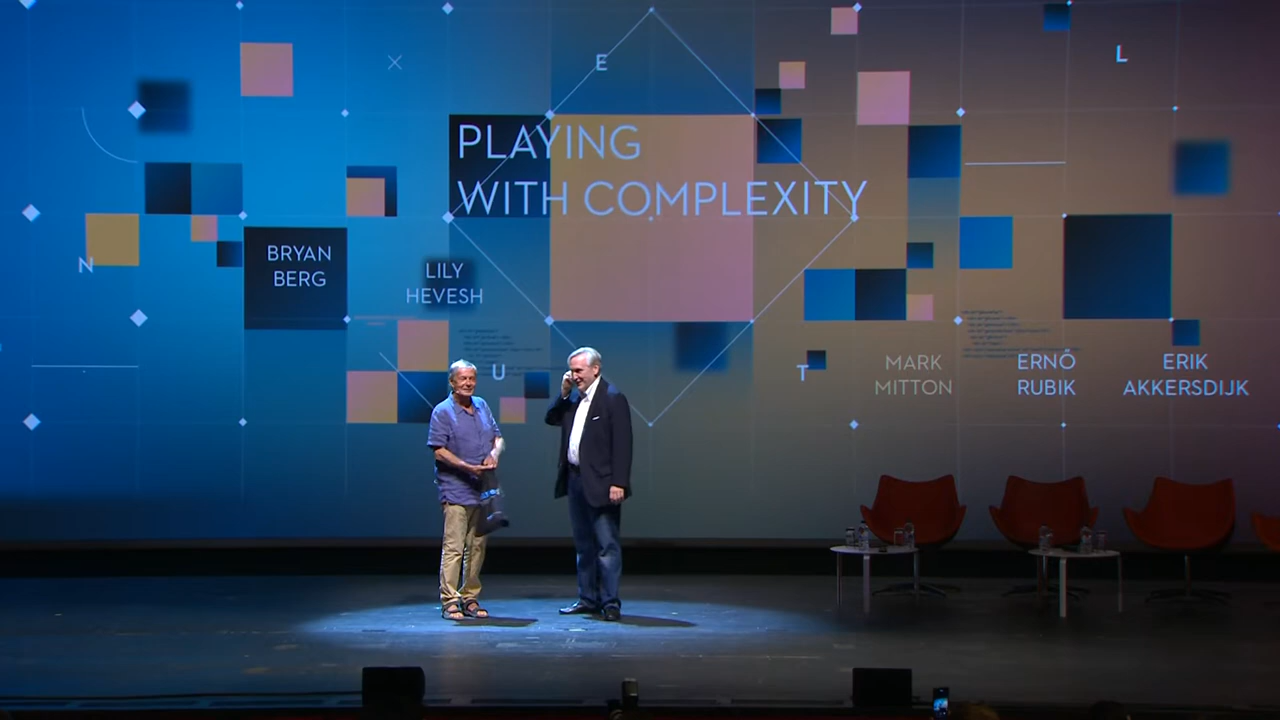 E
L
PLAYING
WITH COMPLEXITY
N
BRYAN
BERG
LILY
HEVESH
U
T
MARK
MITTON
ERNŐ
RUBIK
ERIK
AKKERSDIJK